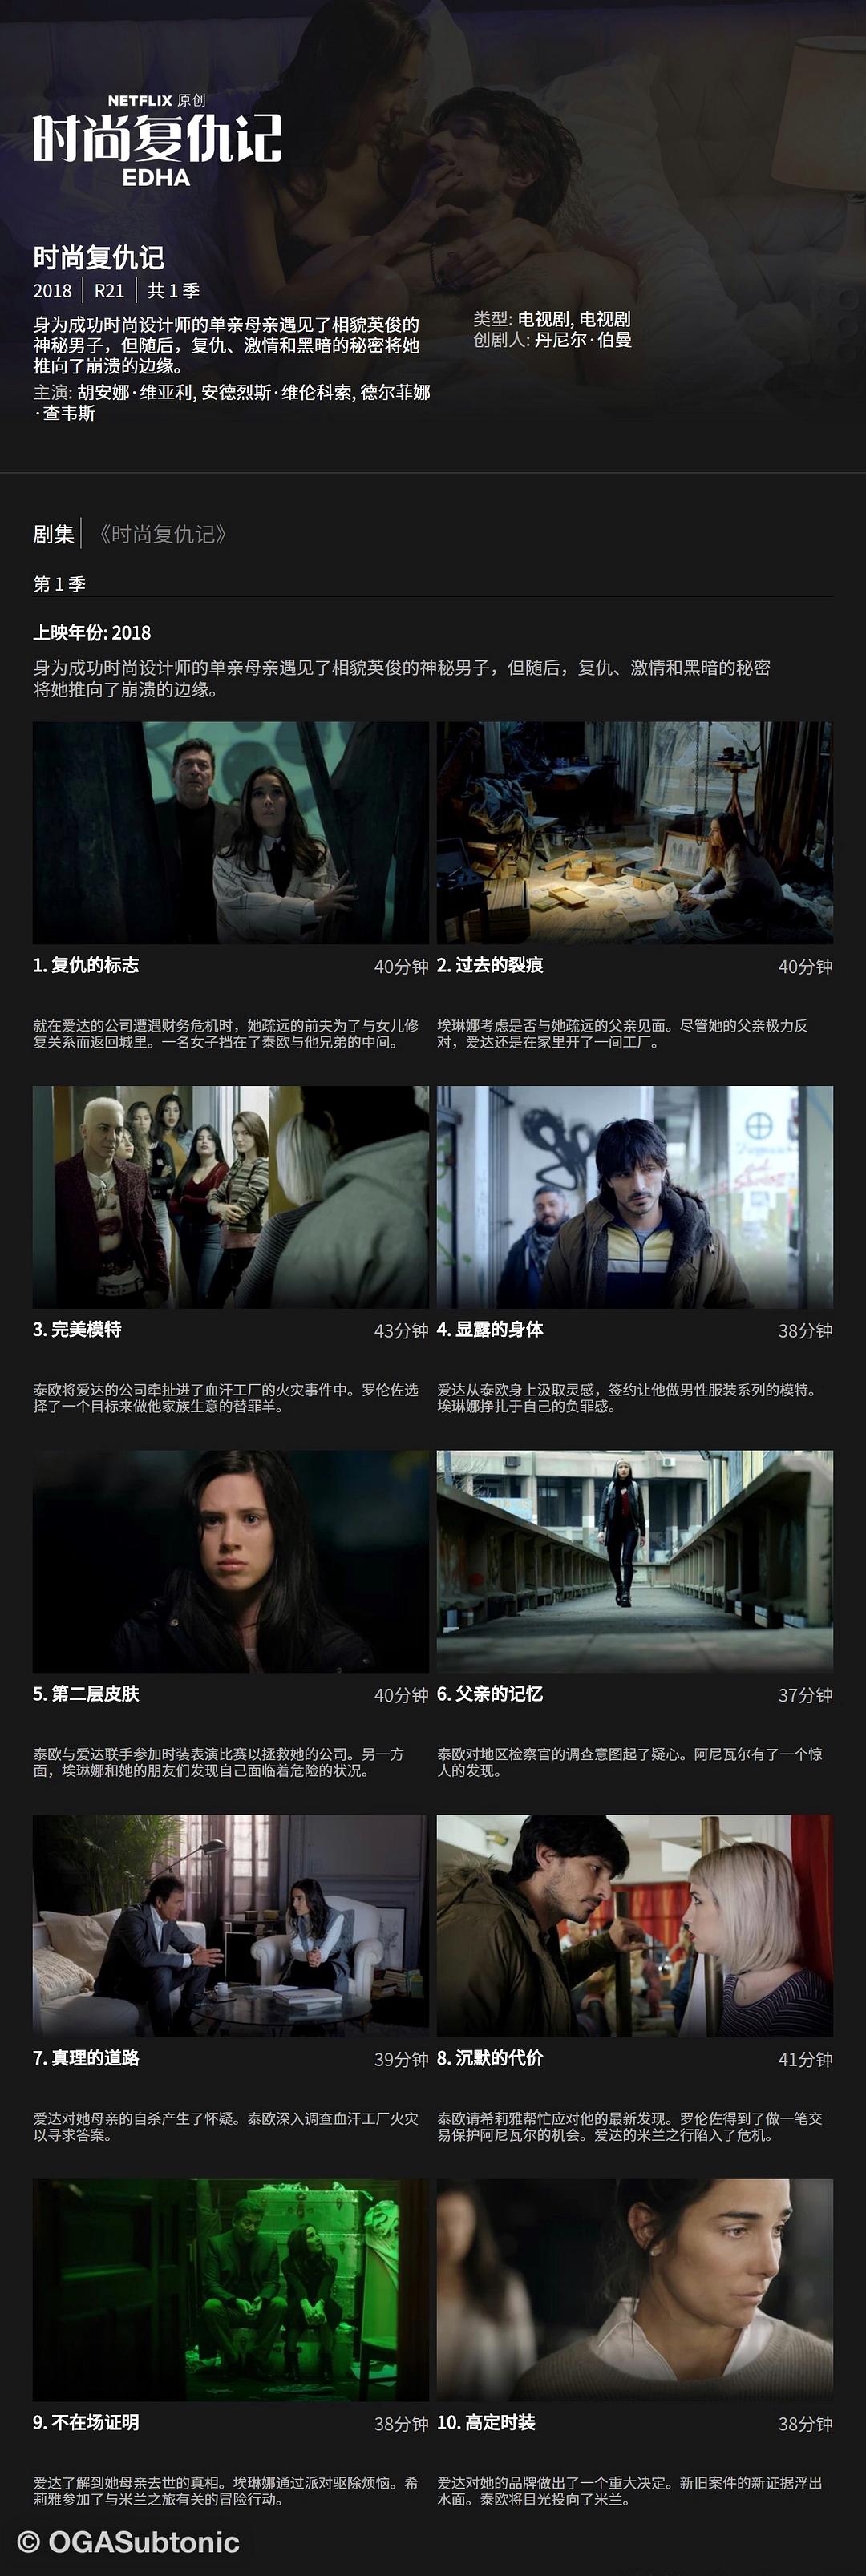 NETFLIX 原创
时尚复仇记
EDHA
时尚复仇记
2018 | R21 | 共 1 季
身为成功时尚设计师的单亲母亲遇见了相貌英俊的
神秘男子，但随后，复仇、激情和黑暗的秘密将她
推向了崩溃的边缘。
主演: 胡安娜·维亚利, 安德烈斯·维伦科索, 德尔菲娜
·查韦斯
类型: 电视剧, 电视剧
创剧人: 丹尼尔·伯曼
剧集 | 《时尚复仇记》
第 1 季
上映年份: 2018
身为成功时尚设计师的单亲母亲遇见了相貌英俊的神秘男子，但随后，复仇、激情和黑暗的秘密
将她推向了崩溃的边缘。
1. 复仇的标志 40分钟
就在爱达的公司遭遇财务危机时，她疏远的前夫为了与女儿修
复关系而返回城里。一名女子挡在了泰欧与他兄弟的中间。
2. 过去的裂痕 40分钟
埃琳娜考虑是否与她疏远的父亲见面。尽管她的父亲极力反
对，爱达还是在家里开了一间工厂。
3. 完美模特 43分钟
泰欧将爱达的公司牵扯进了血汗工厂的火灾事件中。罗伦佐选
择了一个目标来做他家族生意的替罪羊。
4. 显露的身体 38分钟
爱达从泰欧身上汲取灵感，签约让他做男性服装系列的模特。
埃琳娜挣扎于自己的负罪感。
5. 第二层皮肤 40分钟
泰欧与爱达联手参加时装表演比赛以拯救她的公司。另一方
面，埃琳娜和她的朋友们发现自己面临着危险的状况。
6. 父亲的记忆 37分钟
泰欧对地区检察官的调查意图起了疑心。阿尼瓦尔有了一个惊
人的发现。
7. 真理的道路 39分钟
爱达对她母亲的自杀产生了怀疑。泰欧深入调查血汗工厂火灾
以寻求答案。
8. 沉默的代价 41分钟
泰欧请希莉雅帮忙应对他的最新发现。罗伦佐得到了做一笔交
易保护阿尼瓦尔的机会。爱达的米兰之行陷入了危机。
9. 不在场证明 38分钟
爱达了解到她母亲去世的真相。埃琳娜通过派对驱除烦恼。希
莉雅参加了与米兰之旅有关的冒险行动。
10. 高定时装 38分钟
爱达对她的品牌做出了一个重大决定。新旧案件的新证据浮出
水面。泰欧将目光投向了米兰。
© OGASubtonic